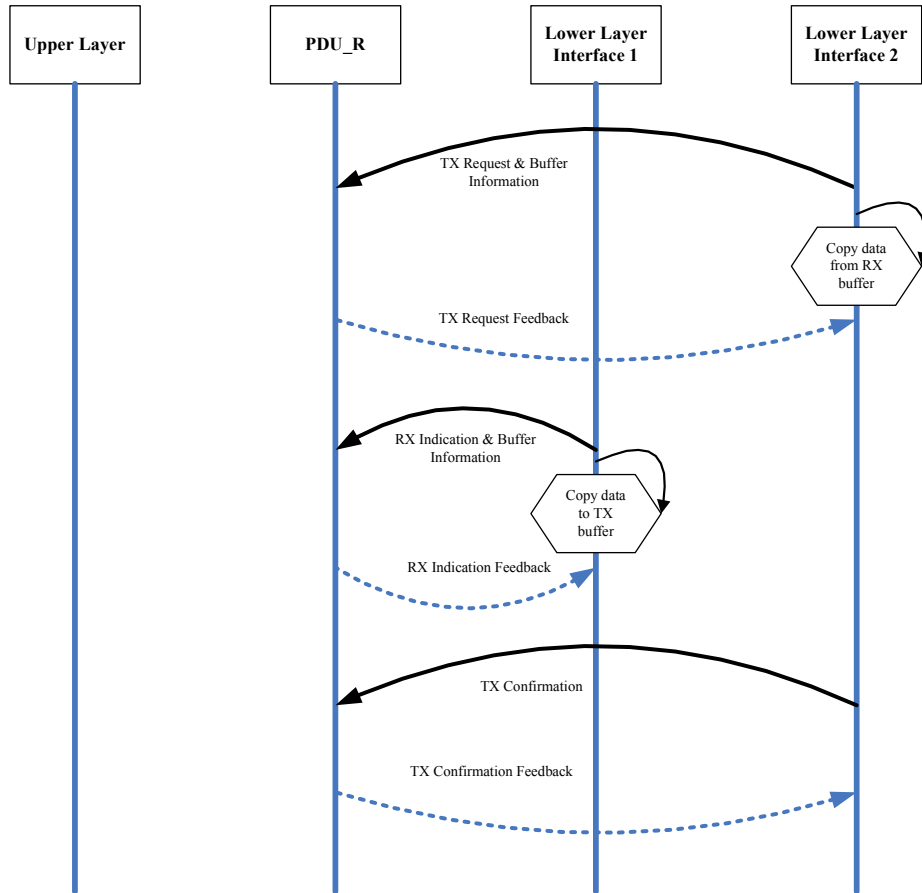 Upper Layer
PDU_R
Lower Layer
Interface 1
Lower Layer
Interface 2
TX Request & Buffer
Information
Copy data
from RX
buffer
TX Request Feedback
RX Indication & Buffer
Information
Copy data
to TX
buffer
RX Indication Feedback
TX Confirmation
TX Confirmation Feedback